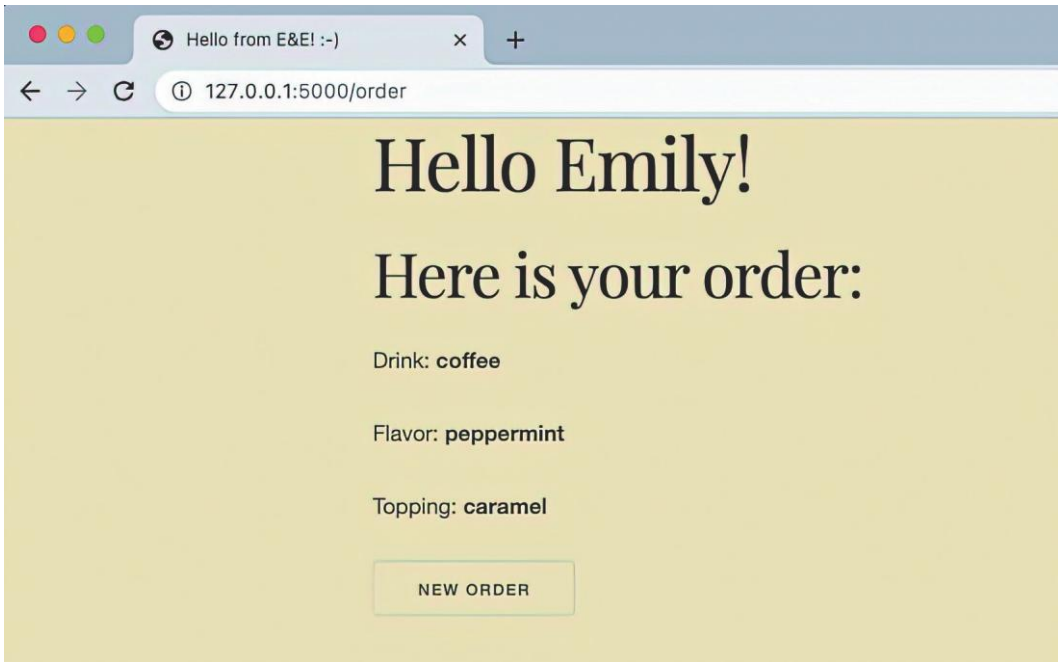 Hello from E&E! :-)
127.0.0.1:5000/order
Hello Emily!
Here is your order:
Drink: coffee
Flavor: peppermint
Topping: caramel
NEW ORDER